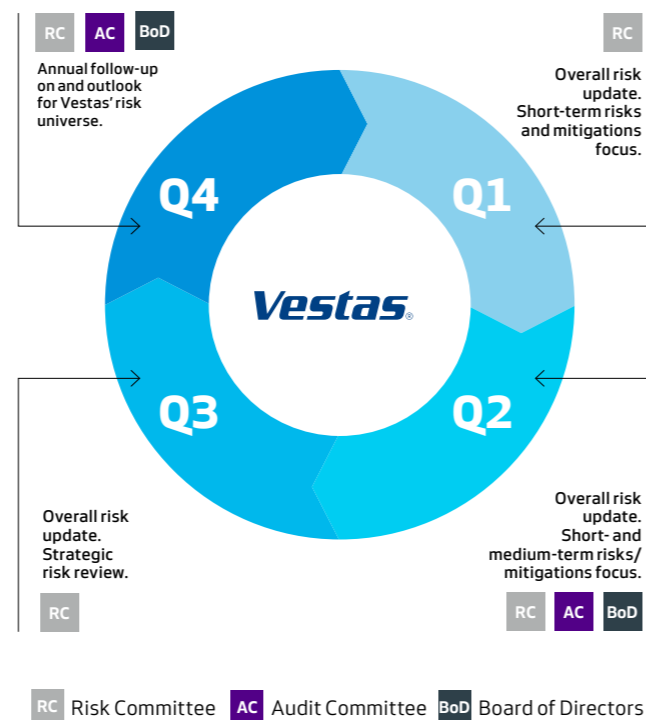 RC AC BoD
Annual follow-up
on and outlook
for Vestas' risk
universe.
RC
Overall risk
update.
Short-term risks
and mitigations
focus.
Q4
Q1
Vestas®
Q3
Q2
Overall risk
update.
Strategic
risk review.
RC
Overall risk
update.
Short- and
medium-term risks/
mitigations focus.
RC AC BoD
RC Risk Committee AC Audit Committee BoD Board of Directors